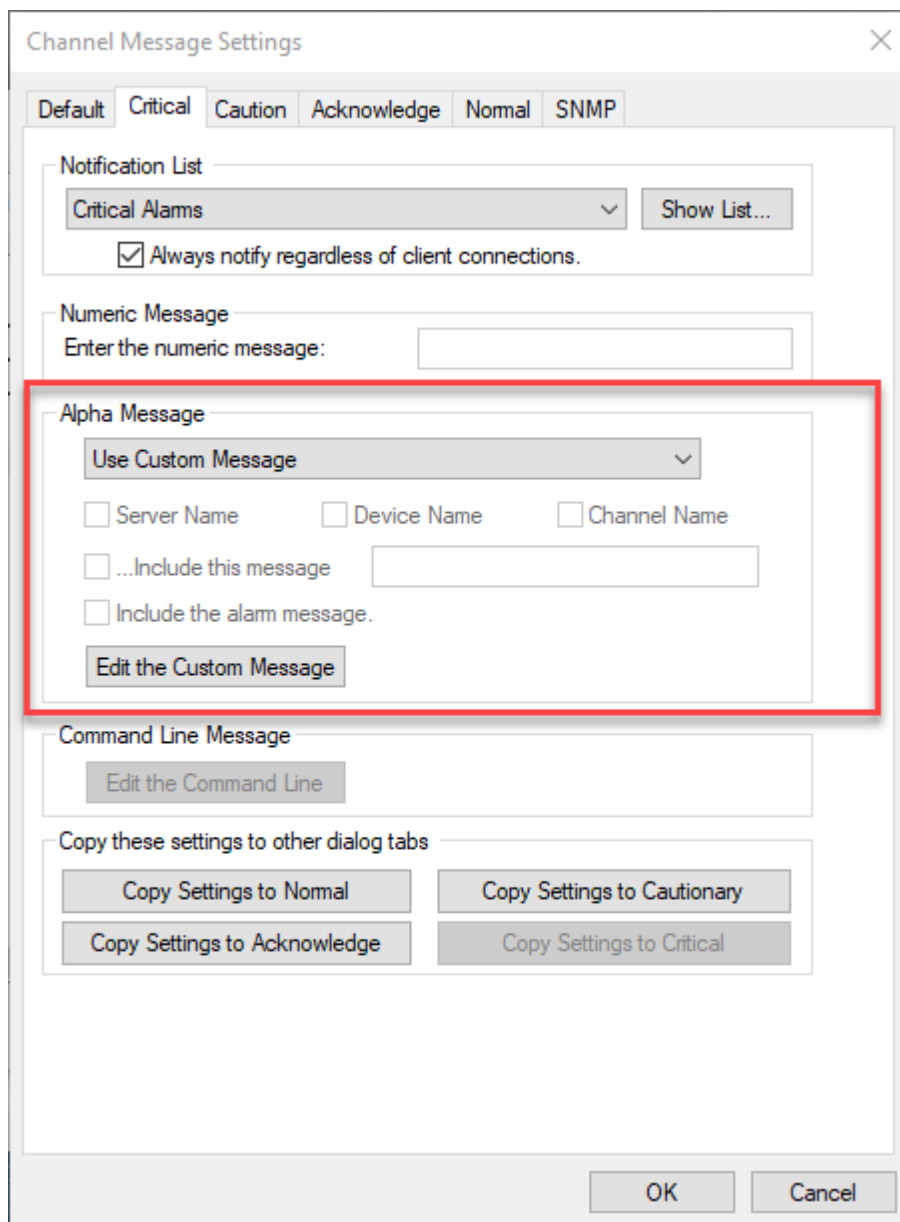 Channel Message Settings
Default Critical Caution Acknowledge Normal SNMP
Notification List
Critical Alarms Show List...
Always notify regardless of client connections.
Numeric Message
Enter the numeric message:
Alpha Message
Use Custom Message
Server Name Device Name Channel Name
...Include this message
Include the alarm message.
Edit the Custom Message
Command Line Message
Edit the Command Line
Copy these settings to other dialog tabs
Copy Settings to Normal Copy Settings to Cautionary
Copy Settings to Acknowledge Copy Settings to Critical
OK Cancel